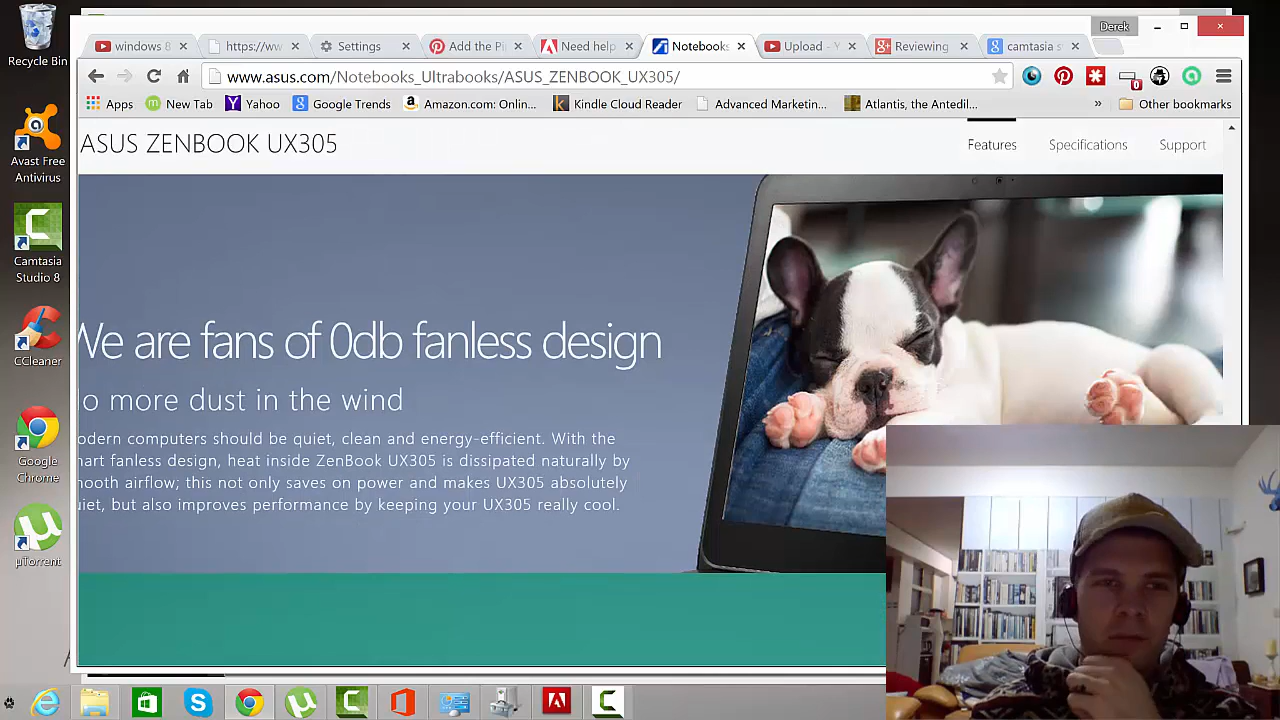 Recycle Bin
Avast Free
Antivirus
Camtasia
Studio 8
CCleaner
Google
Chrome
µTorrent
Derek
windows 8
https://ww
Settings
Add the Pi
Need help
Notebooks
Upload - Y
Reviewing
camtasia s
www.asus.com/Notebooks_Ultrabooks/ASUS_ZENBOOK_UX305/
0
Apps
New Tab
Yahoo
Google Trends
Amazon.com: Onlin...
Kindle Cloud Reader
Advanced Marketin...
Atlantis, the Antedil...
»
Other bookmarks
ASUS ZENBOOK UX305
Features
Specifications
Support
We are fans of 0db fanless design
o more dust in the wind
odern computers should be quiet, clean and energy-efficient. With the
nart fanless design, heat inside ZenBook UX305 is dissipated naturally by
nooth airflow; this not only saves on power and makes UX305 absolutely
uiet, but also improves performance by keeping your UX305 really cool.